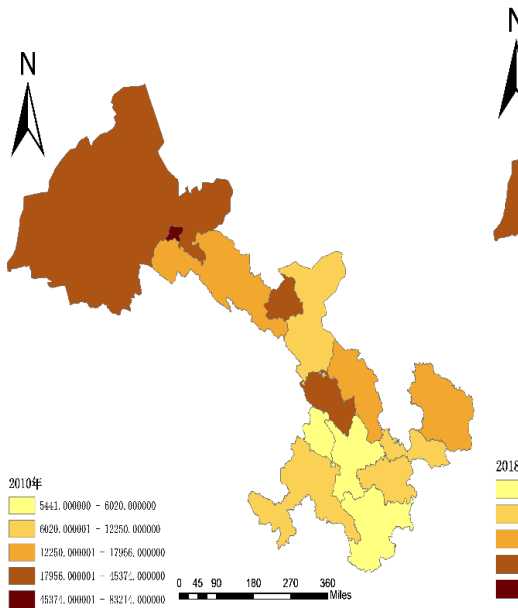 N
N
2010年
5441.000000 - 6020.000000
6020.000001 - 12250.000000
12250.000001 - 17956.000000
17956.000001 - 45374.000000
45374.000001 - 83214.000000
0 45 90 180 270 360
Miles
2018